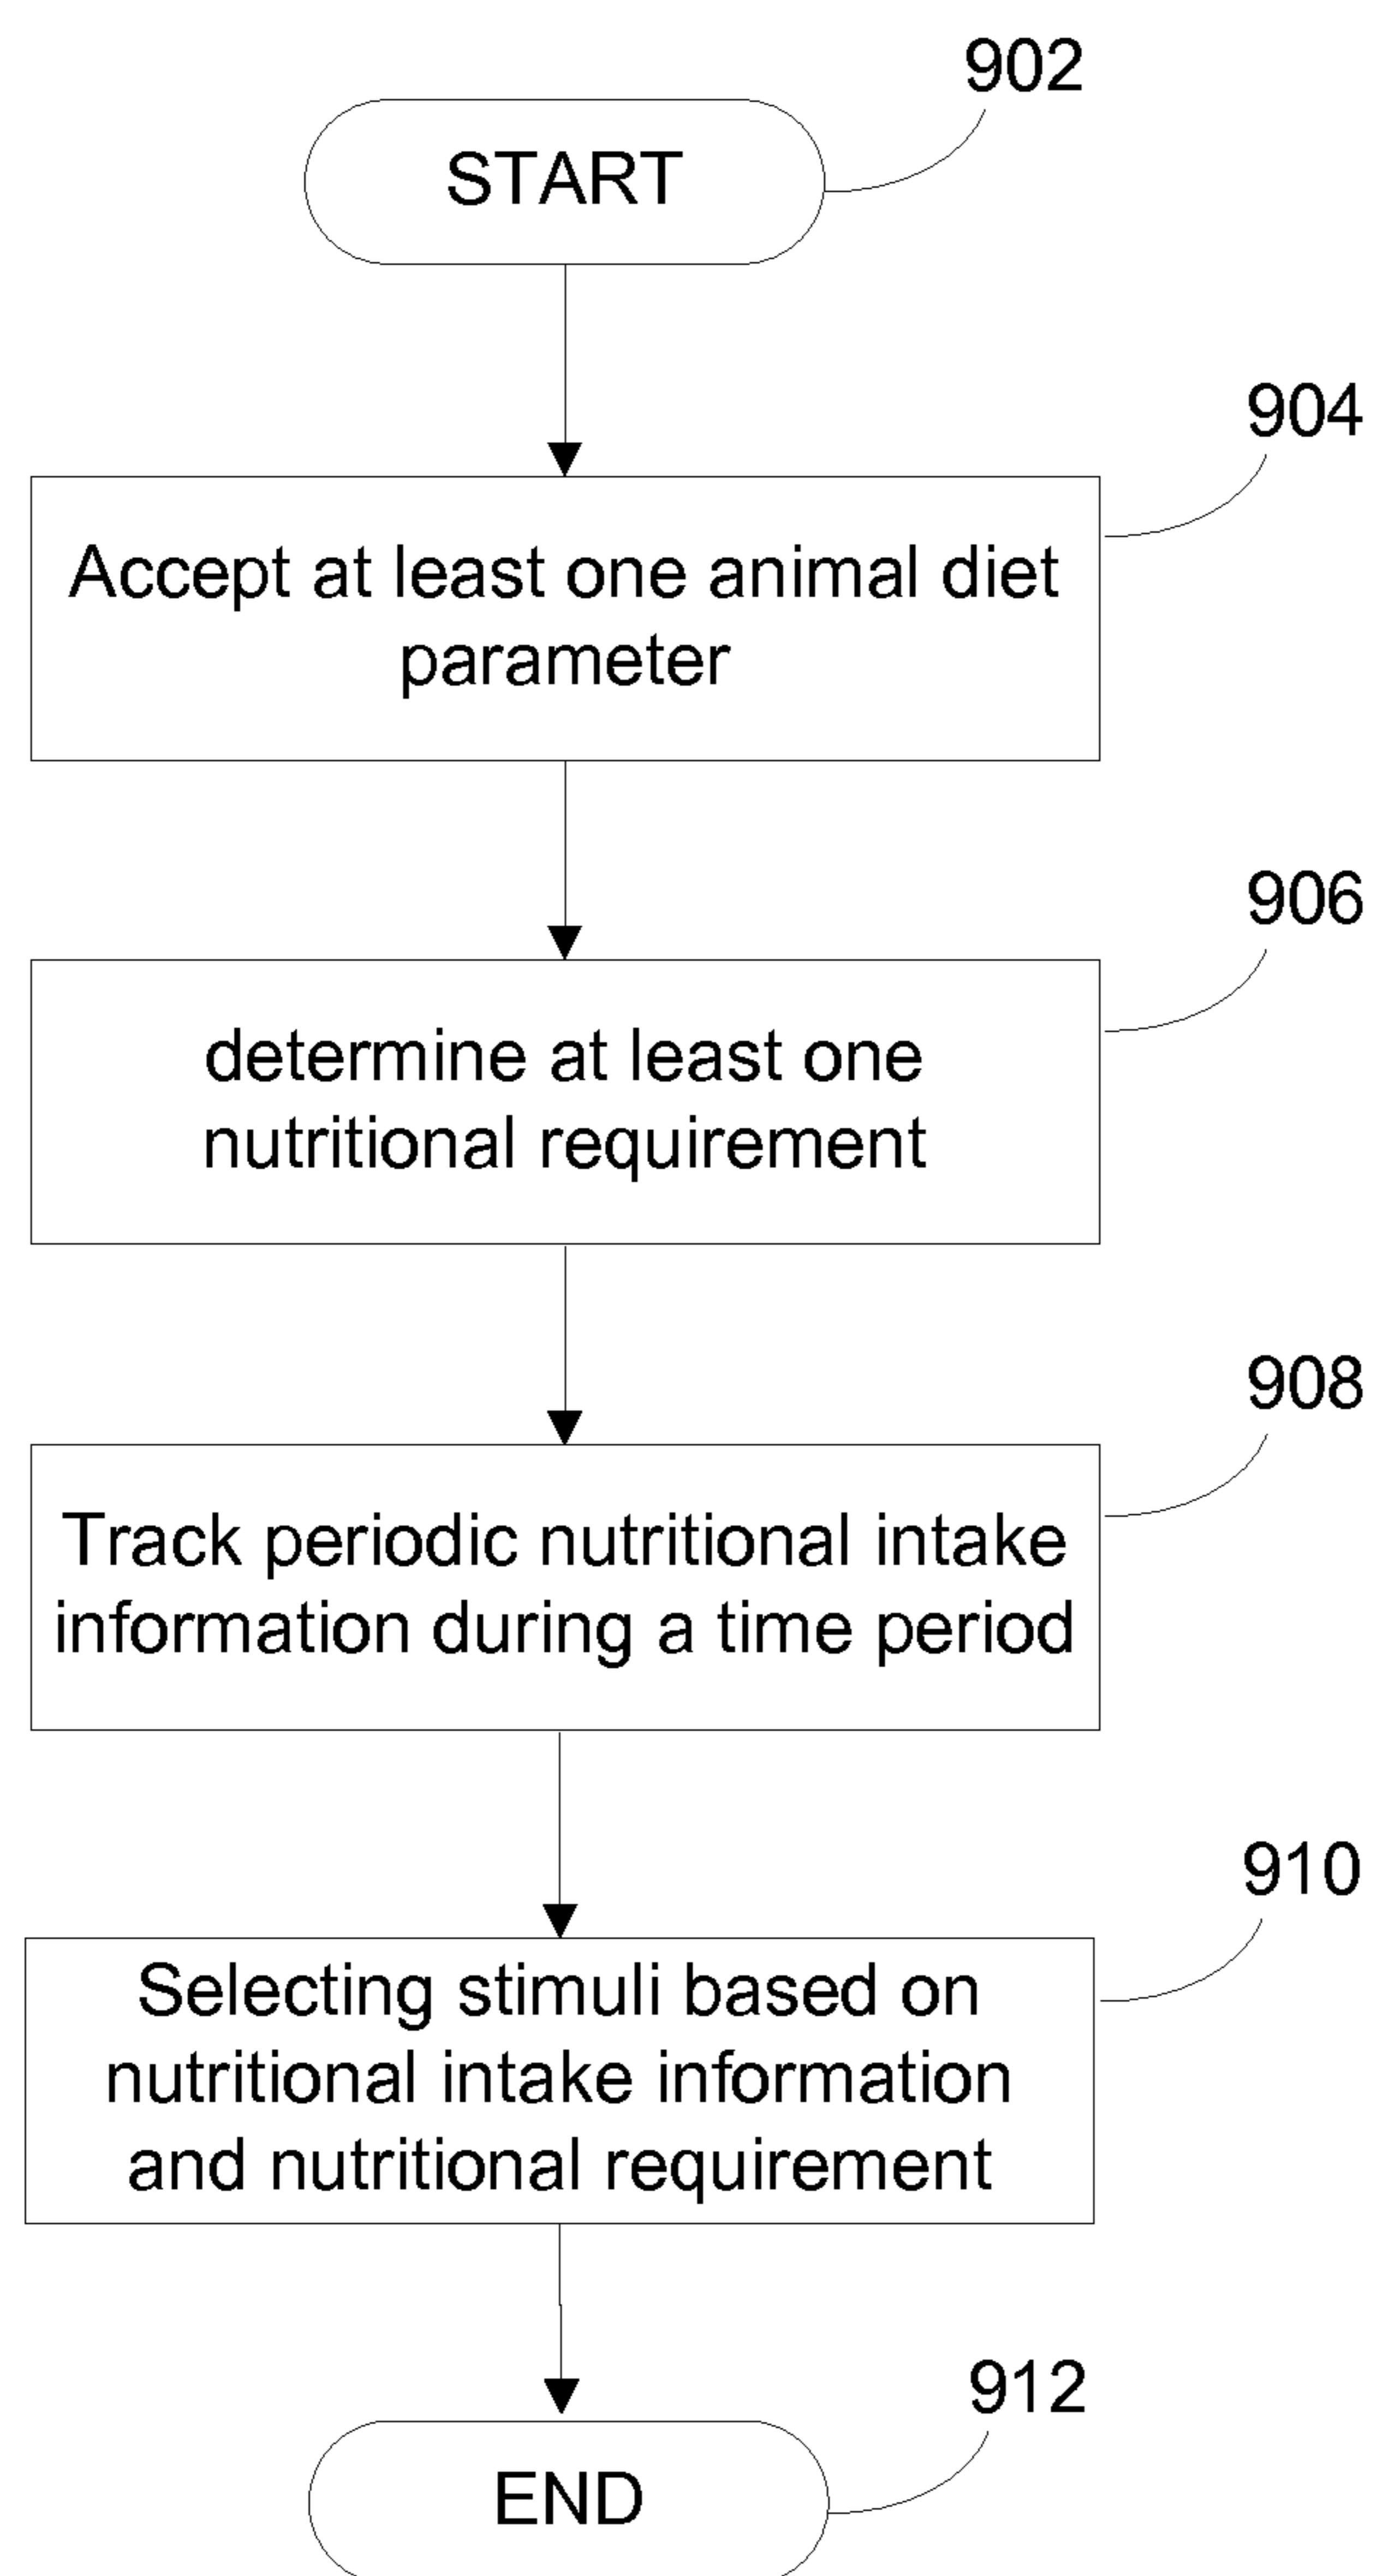 902
START
904
Accept at least one animal diet
parameter
906
determine at least one
nutritional requirement
908
Track periodic nutritional intake
information during a time period
910
Selecting stimuli based on
nutritional intake information
and nutritional requirement
912
END